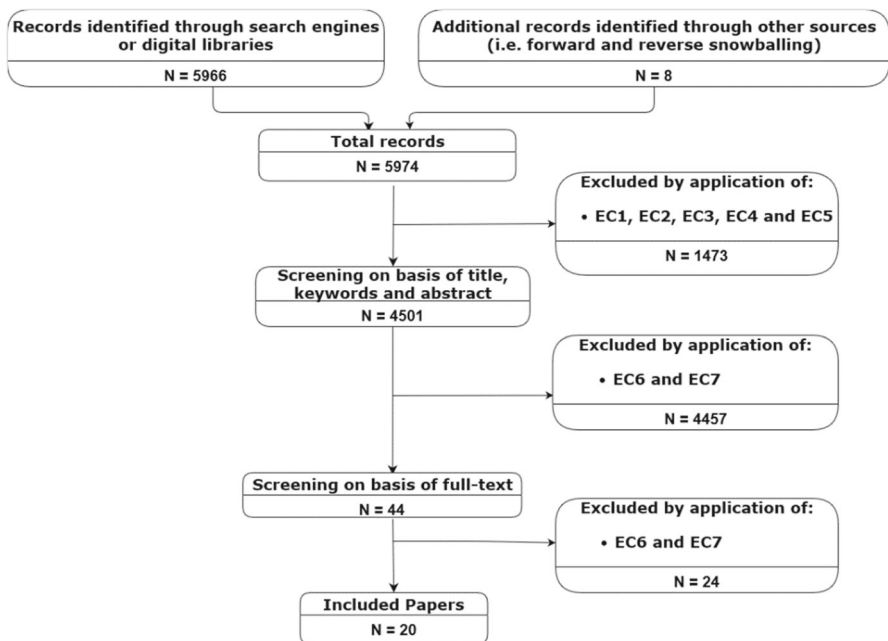 Records identified through search engines
or digital libraries
N = 5966
Additional records identified through other sources
(i.e. forward and reverse snowballing)
N = 8
Total records
N = 5974
Excluded by application of:
• EC1, EC2, EC3, EC4 and EC5
N = 1473
Screening on basis of title,
keywords and abstract
N = 4501
Excluded by application of:
• EC6 and EC7
N = 4457
Screening on basis of full-text
N = 44
Excluded by application of:
• EC6 and EC7
N = 24
Included Papers
N = 20